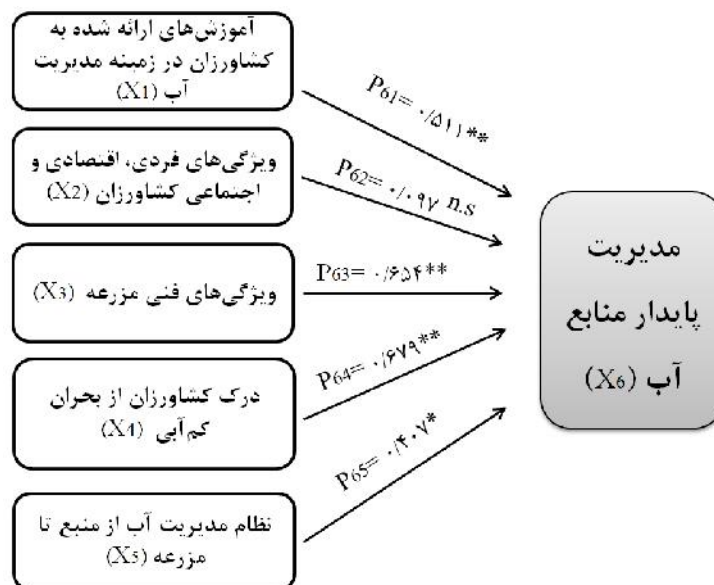 آموزش‌های ارائه شده به
کشاورزان در زمینه مدیریت
آب (X1)
P61= ۰/۵۱۱**
ویژگی‌های فردی، اقتصادی و
اجتماعی کشاورزان (X2)
P62= ۰/۰۹۷ n.s
ویژگی‌های فنی مزرعه (X3)
P63= ۰/۶۵۴**
درک کشاورزان از بحران
کم‌آبی (X4)
P64= ۰/۶۷۹**
نظام مدیریت آب از منبع تا
مزرعه (X5)
P65= ۰/۴۰۷*
مدیریت
پایدار منابع
آب (X6)